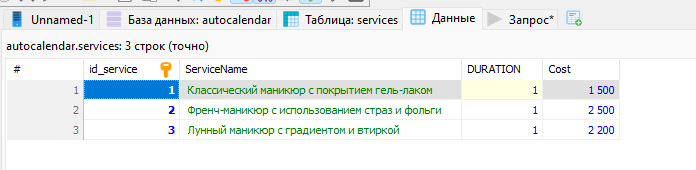 Unnamed-1 База данных: autocalendar Таблица: services Данные Запрос*
autocalendar.services: 3 строк (точно)
# id_service ServiceName DURATION Cost
1 1 Классический маникюр с покрытием гель-лаком 1 1 500
2 2 Френч-маникюр с использованием страз и фольги 1 2 500
3 3 Лунный маникюр с градиентом и втиркой 1 2 200